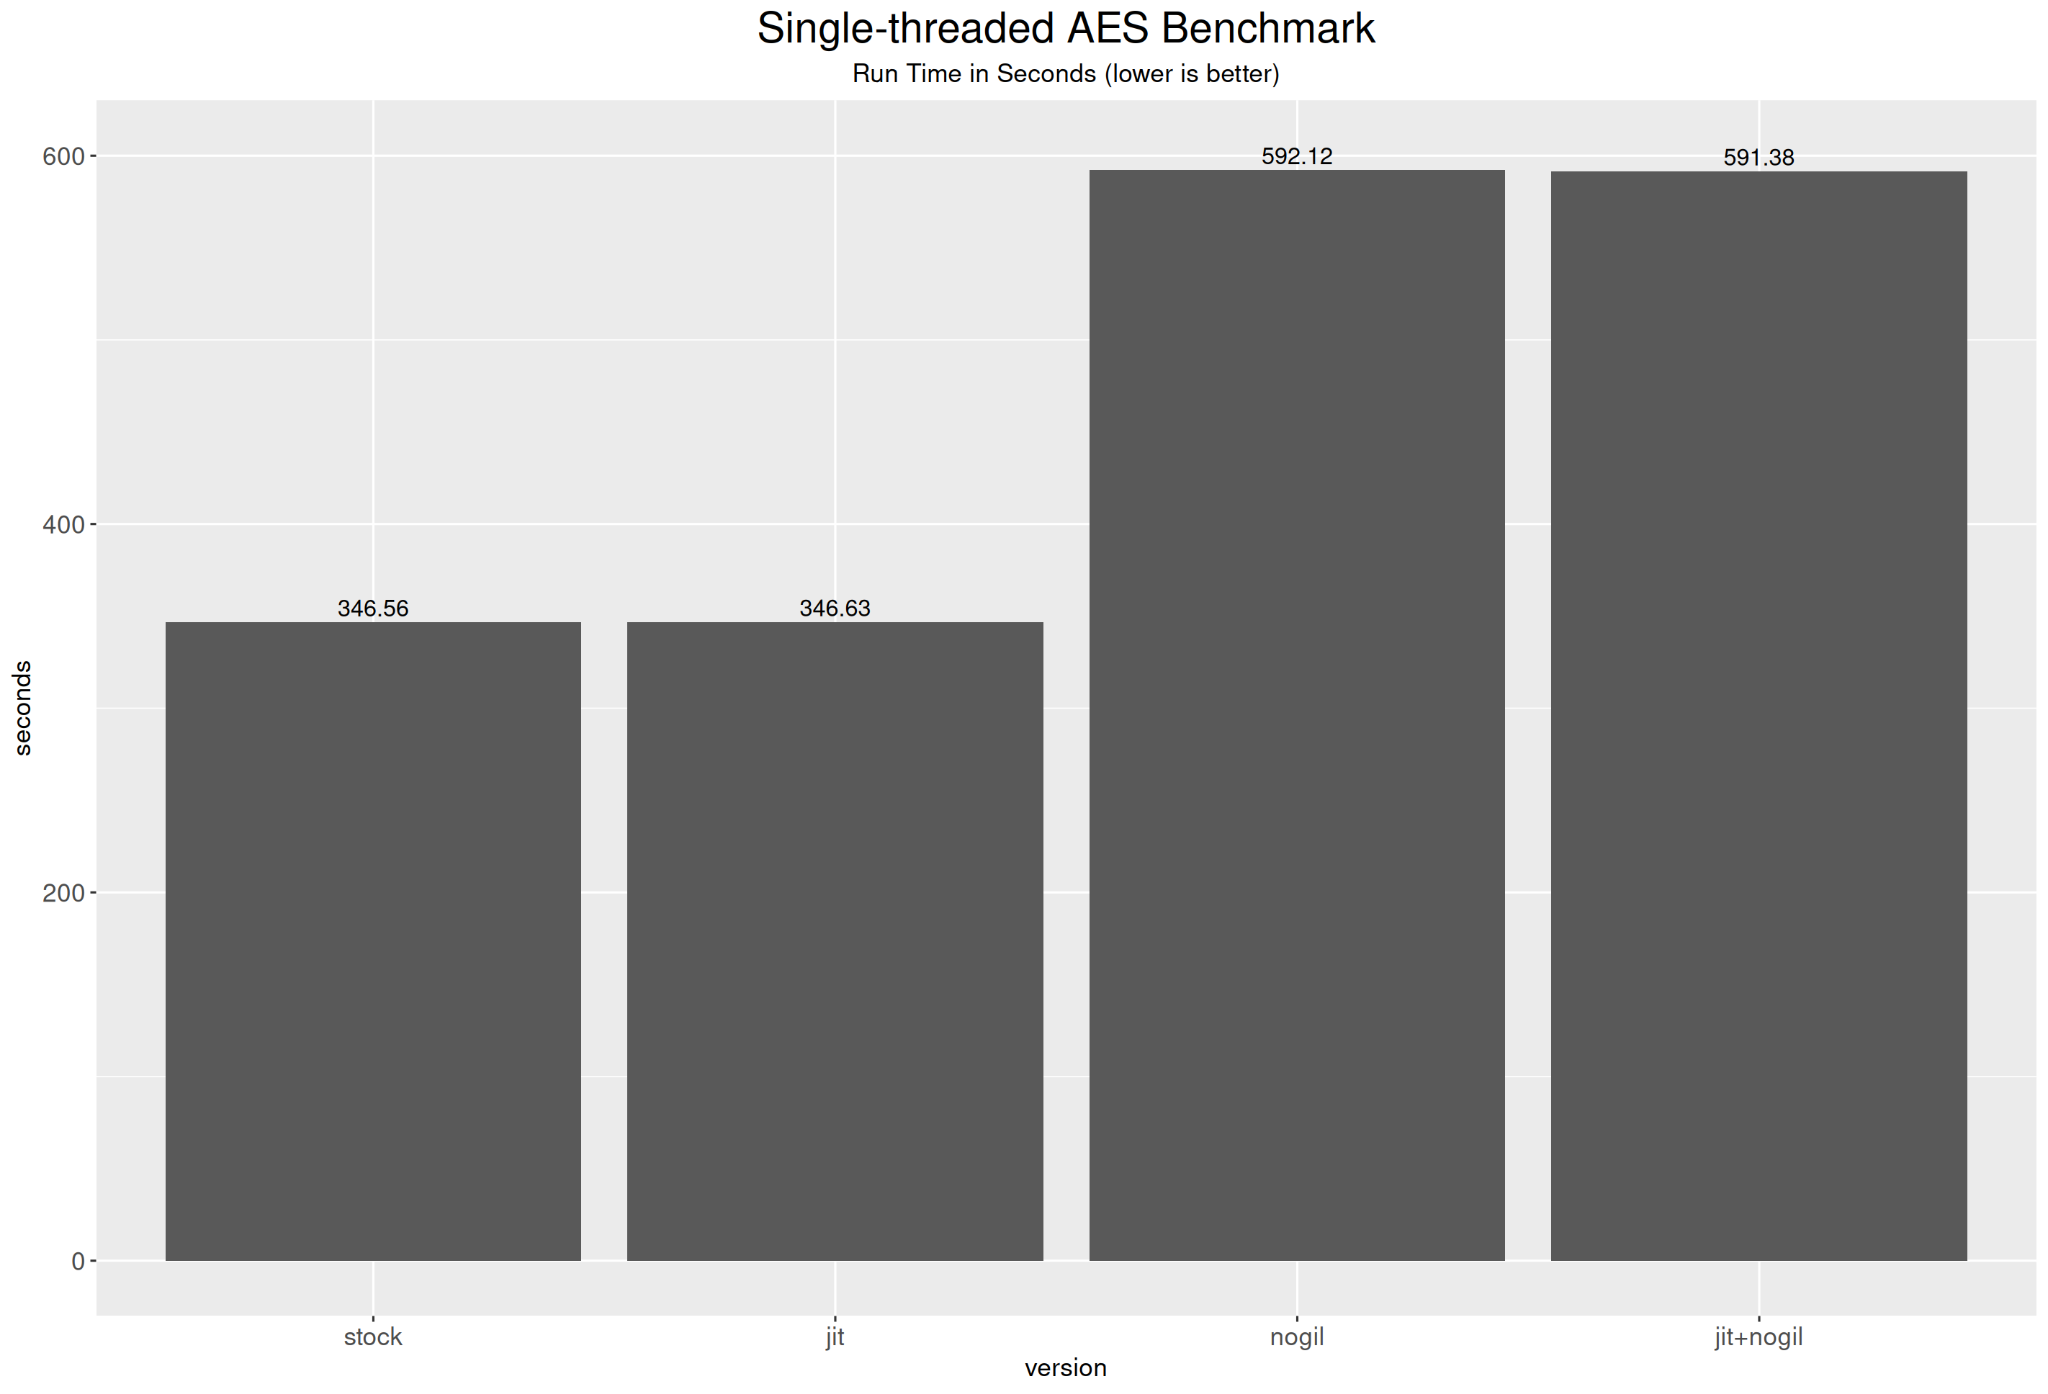 Single-threaded AES Benchmark
Run Time in Seconds (lower is better)
600
400
200
0
seconds
346.56
346.63
592.12
591.38
stock
jit
nogil
jit+nogil
version